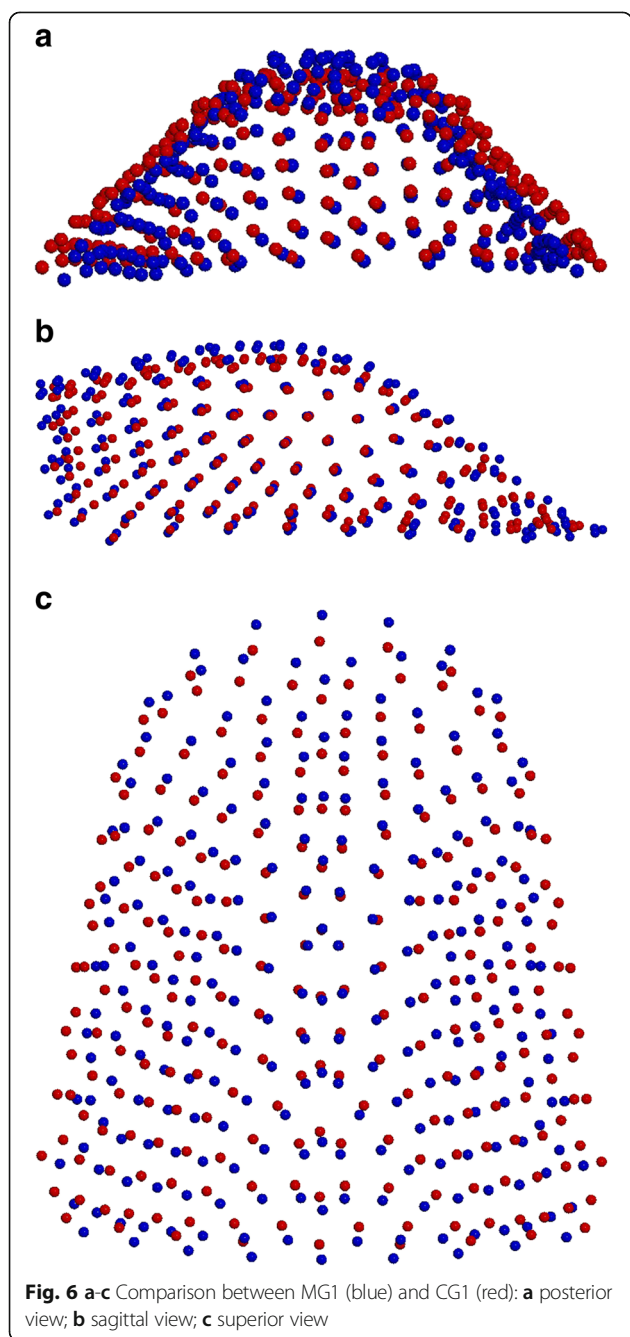 a
b
c
Fig. 6 a-c Comparison between MG1 (blue) and CG1 (red): a posterior
view; b sagittal view; c superior view